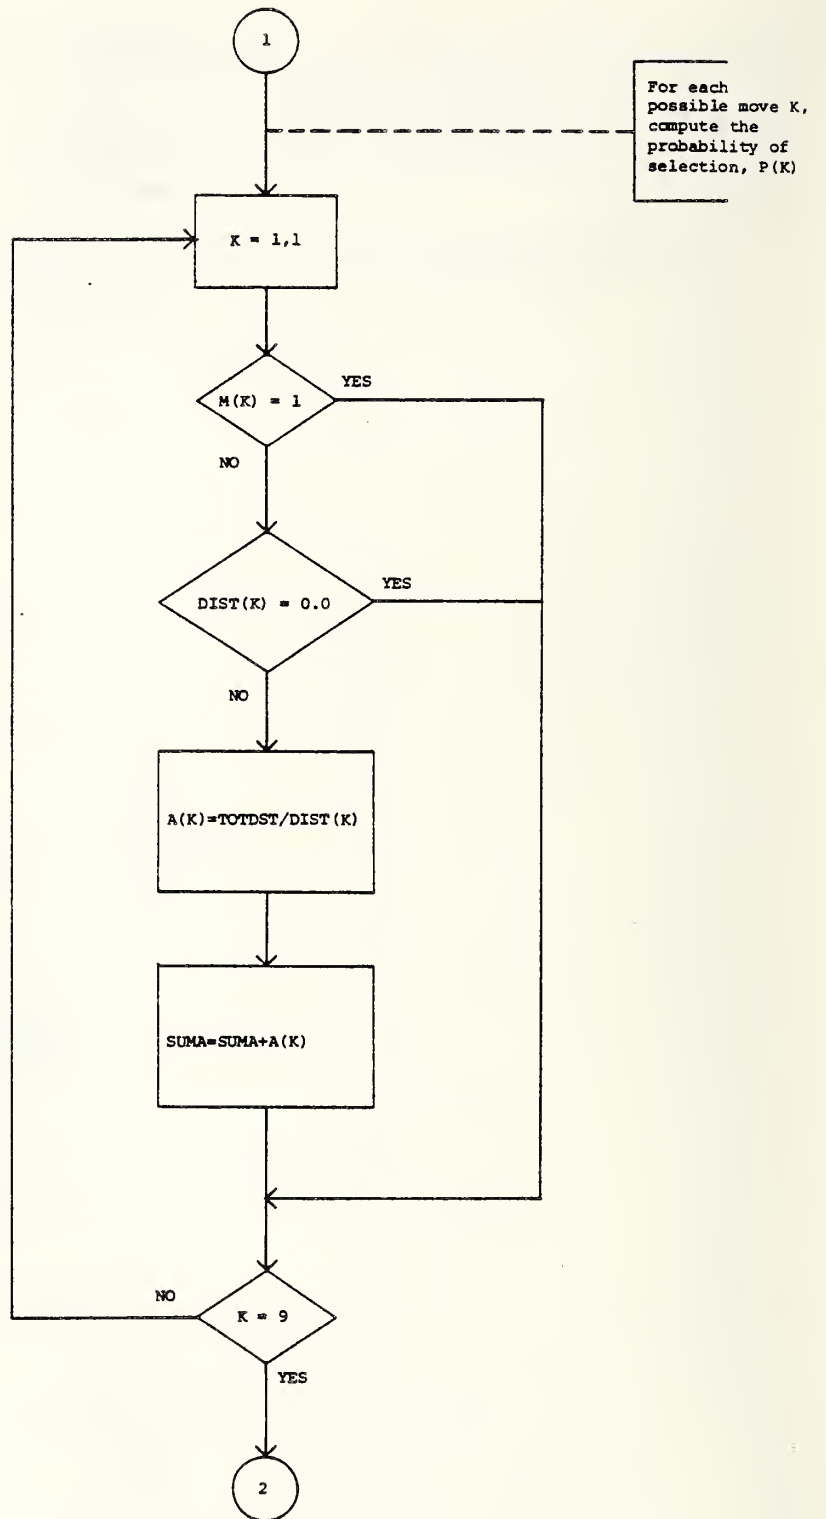 1
For each
possible move K,
compute the
probability of
selection, P(K)
K = 1,1
M(K) = 1
YES
NO
DIST(K) = 0.0
YES
NO
A(K)=TOTDST/DIST(K)
SUMA=SUMA+A(K)
NO
K = 9
YES
2